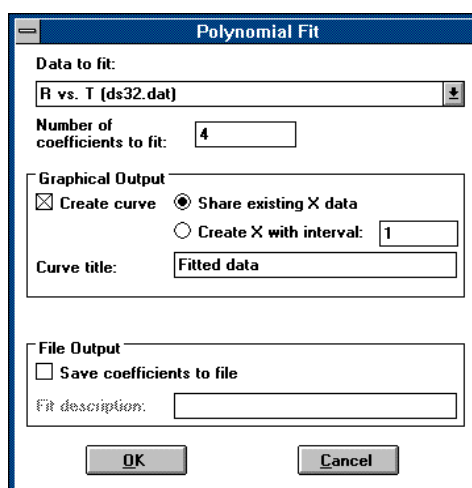 Polynomial Fit
Data to fit:
R vs. T (ds32.dat)
Number of
coefficients to fit: 4
Graphical Output
Create curve Share existing X data
Create X with interval: 1
Curve title: Fitted data
File Output
Save coefficients to file
Fit description:
OK Cancel